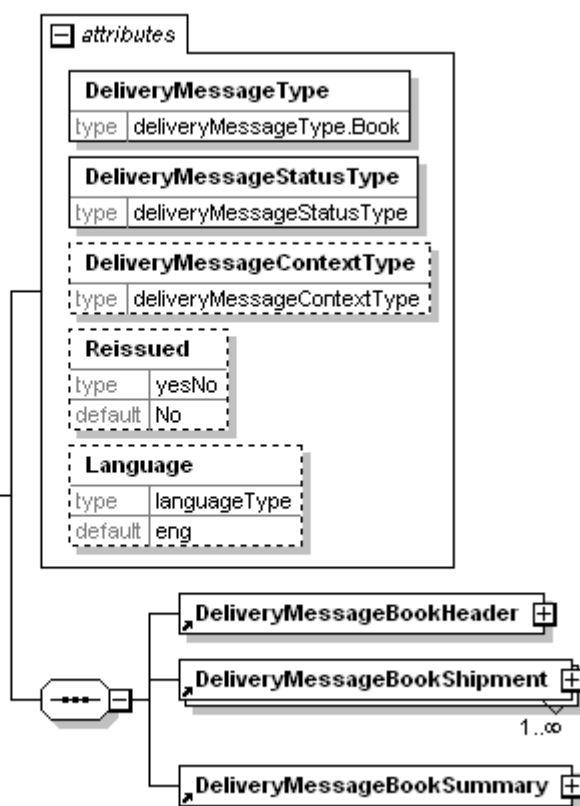 attributes
DeliveryMessageType
type deliveryMessageType.Book
DeliveryMessageStatusType
type deliveryMessageStatusType
DeliveryMessageContextType
type deliveryMessageContextType
Reissued
type yesNo
default No
Language
type languageType
default eng
DeliveryMessageBookHeader
DeliveryMessageBookShipment
1..∞
DeliveryMessageBookSummary